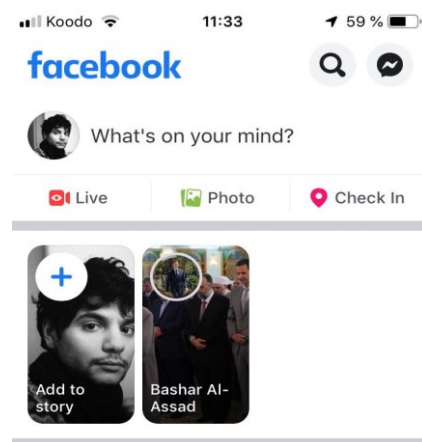 Koodo 11:33 59 %
facebook
What's on your mind?
Live Photo Check In
Add to
story
Bashar Al-
Assad